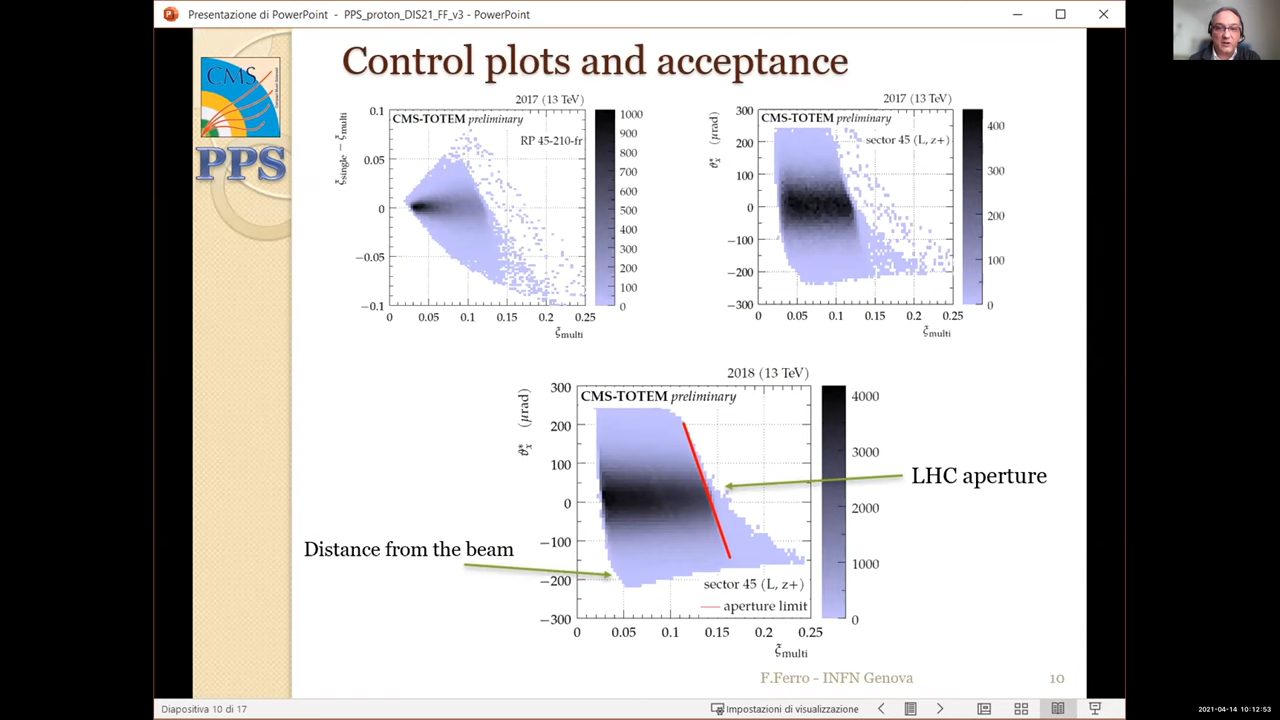 Presentazione di PowerPoint - PPS_proton_DIS21_FF_v3 - PowerPoint
Control plots and acceptance
CMS
PPS
2017 (13 TeV)
CMS-TOTEM preliminary
RP 45-210-fr
ξsingle − ξmulti
0.1
0.05
0
−0.05
−0.1
0 0.05 0.1 0.15 0.2 0.25
ξmulti
1000
900
800
700
600
500
400
300
200
100
0
2017 (13 TeV)
CMS-TOTEM preliminary
sector 45 (L, z+)
ϑ*x (μrad)
300
200
100
0
−100
−200
−300
0 0.05 0.1 0.15 0.2 0.25
ξmulti
400
300
200
100
0
2018 (13 TeV)
CMS-TOTEM preliminary
ϑ*x (μrad)
300
200
100
0
−100
−200
−300
sector 45 (L, z+)
aperture limit
0 0.05 0.1 0.15 0.2 0.25
ξmulti
4000
3000
2000
1000
0
LHC aperture
Distance from the beam
F.Ferro - INFN Genova
10
Diapositiva 10 di 17
Impostazioni di visualizzazione
2021-04-14 10:12:53